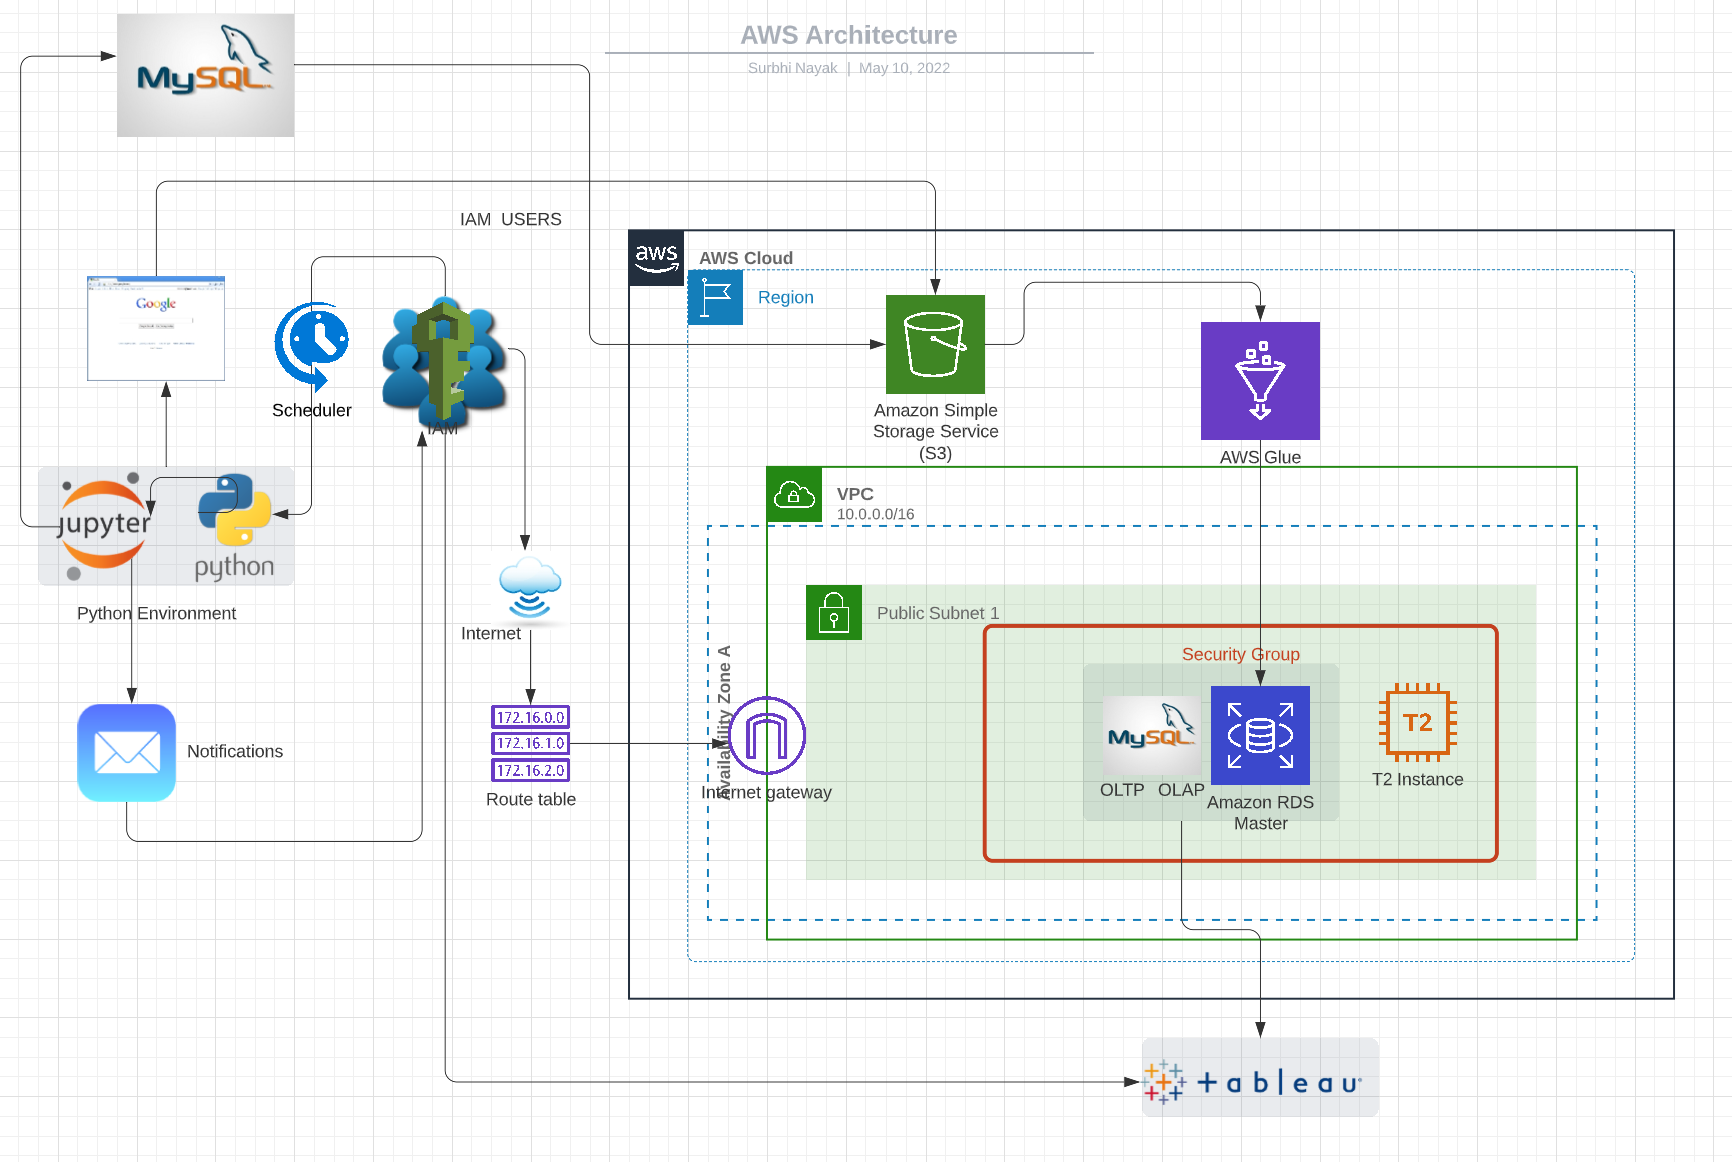 AWS Architecture
Surbhi Nayak | May 10, 2022
MySQL
IAM USERS
aws
AWS Cloud
Region
Google
Scheduler
IAM
Amazon Simple
Storage Service
(S3)
AWS Glue
VPC
10.0.0.0/16
jupyter
python
Python Environment
Internet
Public Subnet 1
Security Group
Availability Zone A
172.16.0.0
172.16.1.0
172.16.2.0
Route table
Internet gateway
Notifications
MySQL
OLTP OLAP
Amazon RDS
Master
T2
T2 Instance
+ableau